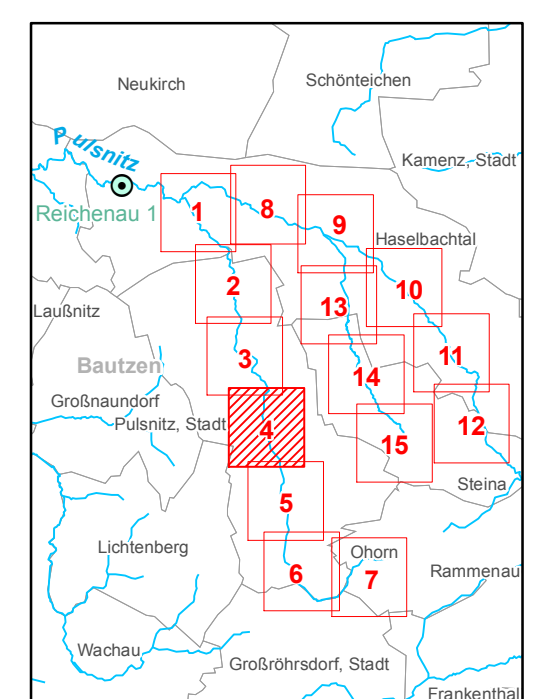 Neukirch
Schönteichen
Pulsnitz
Kamenz, Stadt
Reichenau 1
1
8
9
Haselbachtal
2
13
10
Laußnitz
3
11
Bautzen
14
Großnaundorf
Pulsnitz, Stadt
4
12
15
Steina
5
Lichtenberg
Ohorn
6
7
Rammenau
Wachau
Großröhrsdorf, Stadt
Frankenthal